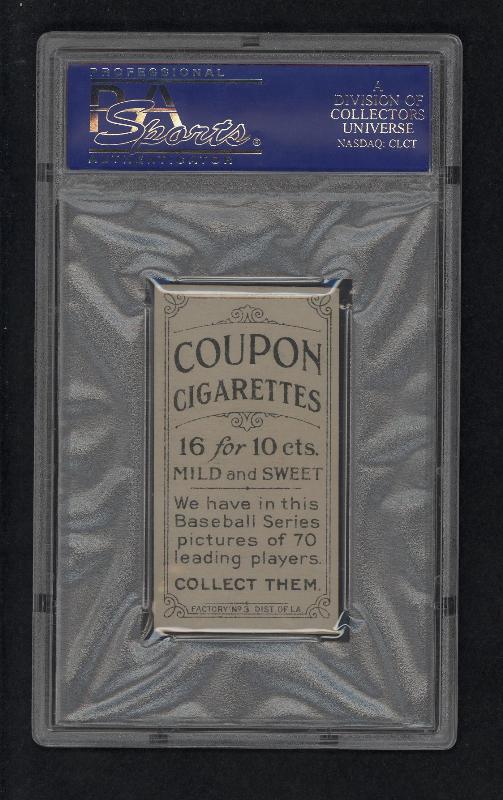 PROFESSIONAL
PSA
Sports®
AUTHENTICATOR
A
DIVISION OF
COLLECTORS
UNIVERSE
NASDAQ: CLCT
COUPON
CIGARETTES
16 for 10 cts.
MILD and SWEET
We have in this
Baseball Series
pictures of 70
leading players.
COLLECT THEM.
FACTORY Nº 3 DIST. OF LA.